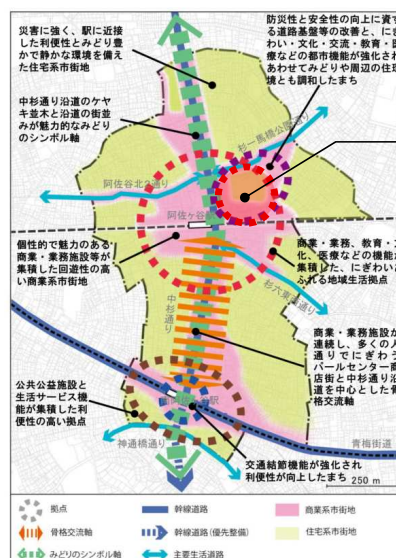 災害に強く、駅に近接
した利便性とみどり豊
かで静かな環境を備え
た住宅系市街地
防災性と安全性の向上に資す
る道路基盤等の改善と、にぎ
わい・文化・交流・教育・医
療などの都市機能が強化され
あわせてみどりや周辺の住環
境とも調和したまち
中杉通り沿道のケヤ
キ並木と沿道の街並
みが魅力的なみどり
のシンボル軸
杉一馬橋公園通り
阿佐谷北2通り
阿佐ヶ谷駅
個性的で魅力のある
商業・業務施設等が
集積した回遊性の高
い商業系市街地
商業・業務、教育・文
化、医療などの機能が
集積した、にぎわいあ
ふれる地域生活拠点
中杉通り
杉六東通り
商業・業務施設が
連続し、多くの人
通りでにぎわう
パールセンター商
店街と中杉通り沿道
を中心とした骨
格交流軸
公共公益施設と
生活サービス機
能が集積した利
便性の高い拠点
南阿佐ケ谷駅
神通橋通り
交通結節機能が強化され
利便性が向上したまち
青梅街道
250 m
拠点
幹線道路
商業系市街地
骨格交流軸
幹線道路(優先整備)
住宅系市街地
みどりのシンボル軸
主要生活道路